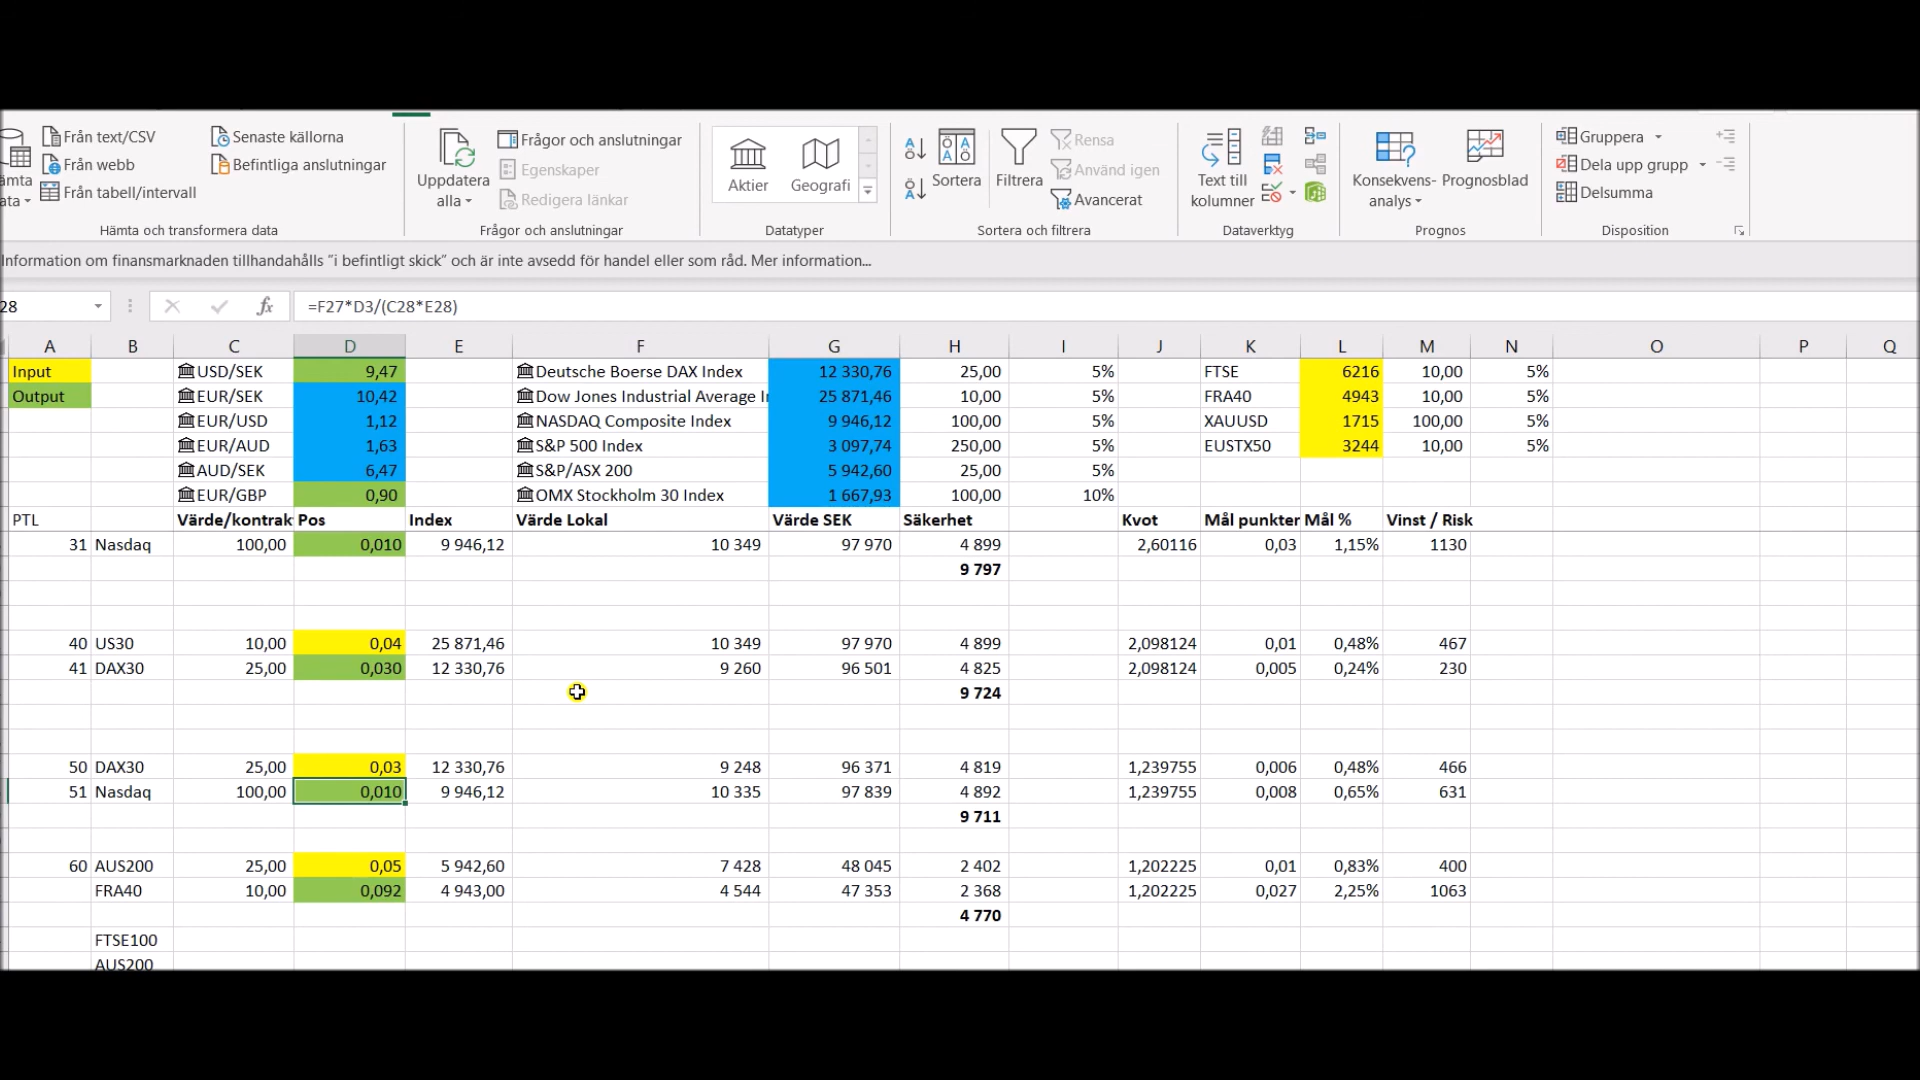 Från text/CSV
Från webb
Från tabell/intervall
Senaste källorna
Befintliga anslutningar
Hämta och transformera data
Uppdatera
alla
Frågor och anslutningar
Egenskaper
Redigera länkar
Frågor och anslutningar
Aktier
Geografi
Datatyper
Sortera
Filtrera
Rensa
Använd igen
Avancerat
Sortera och filtrera
Text till
kolumner
Dataverktyg
Konsekvens-
analys
Prognosblad
Prognos
Gruppera
Dela upp grupp
Delsumma
Disposition
Information om finansmarknaden tillhandahålls "i befintligt skick" och är inte avsedd för handel eller som råd. Mer information...
28 fx =F27*D3/(C28*E28)
A B C D E F G H I J K L M N O P Q
Input USD/SEK 9,47 Deutsche Boerse DAX Index 12 330,76 25,00 5% FTSE 6216 10,00 5%
Output EUR/SEK 10,42 Dow Jones Industrial Average 25 871,46 10,00 5% FRA40 4943 10,00 5%
EUR/USD 1,12 NASDAQ Composite Index 9 946,12 100,00 5% XAUUSD 1715 100,00 5%
EUR/AUD 1,63 S&P 500 Index 3 097,74 250,00 5% EUSTX50 3244 10,00 5%
AUD/SEK 6,47 S&P/ASX 200 5 942,60 25,00 5%
EUR/GBP 0,90 OMX Stockholm 30 Index 1 667,93 100,00 10%
PTL Värde/kontrak Pos Index Värde Lokal Värde SEK Säkerhet Kvot Mål punkter Mål % Vinst / Risk
31 Nasdaq 100,00 0,010 9 946,12 10 349 97 970 4 899 2,60116 0,03 1,15% 1130
9 797
40 US30 10,00 0,04 25 871,46 10 349 97 970 4 899 2,098124 0,01 0,48% 467
41 DAX30 25,00 0,030 12 330,76 9 260 96 501 4 825 2,098124 0,005 0,24% 230
9 724
50 DAX30 25,00 0,03 12 330,76 9 248 96 371 4 819 1,239755 0,006 0,48% 466
51 Nasdaq 100,00 0,010 9 946,12 10 335 97 839 4 892 1,239755 0,008 0,65% 631
9 711
60 AUS200 25,00 0,05 5 942,60 7 428 48 045 2 402 1,202225 0,01 0,83% 400
FRA40 10,00 0,092 4 943,00 4 544 47 353 2 368 1,202225 0,027 2,25% 1063
4 770
FTSE100
AUS200